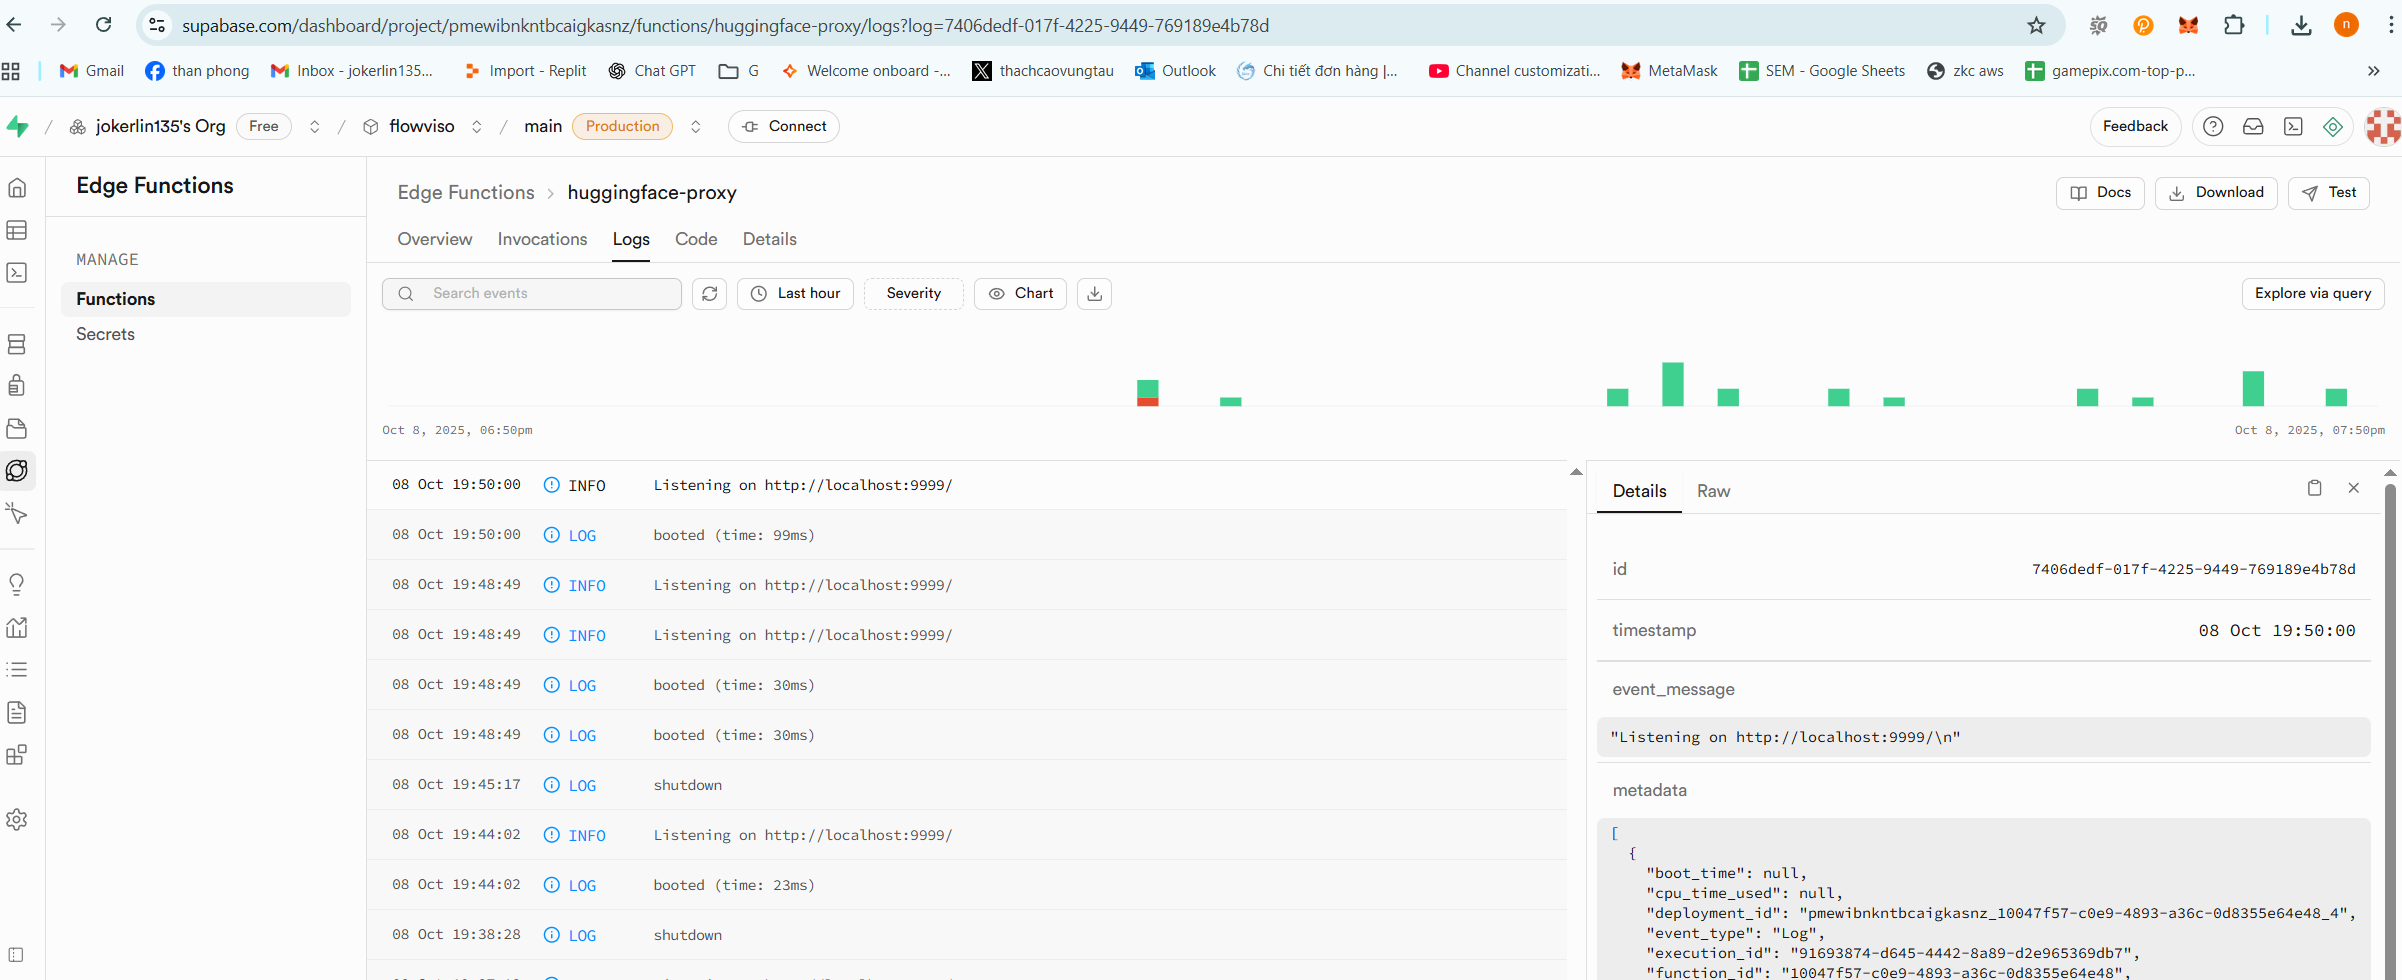 supabase.com/dashboard/project/pmewibnkntbcaigkasnz/functions/huggingface-proxy/logs?log=7406dedf-017f-4225-9449-769189e4b78d
n
Gmail than phong Inbox - jokerlin135... Import - Replit Chat GPT G Welcome onboard -... thachcaovungtau Outlook Chi tiết đơn hàng |... Channel customizati... MetaMask SEM - Google Sheets zkc aws gamepix.com-top-p...
/ jokerlin135's Org Free / flowviso / main Production Connect Feedback
Edge Functions
MANAGE
Functions
Secrets
Edge Functions > huggingface-proxy
Docs Download Test
Overview Invocations Logs Code Details
Search events Last hour Severity Chart Explore via query
Oct 8, 2025, 06:50pm Oct 8, 2025, 07:50pm
08 Oct 19:50:00 INFO Listening on http://localhost:9999/
08 Oct 19:50:00 LOG booted (time: 99ms)
08 Oct 19:48:49 INFO Listening on http://localhost:9999/
08 Oct 19:48:49 INFO Listening on http://localhost:9999/
08 Oct 19:48:49 LOG booted (time: 30ms)
08 Oct 19:48:49 LOG booted (time: 30ms)
08 Oct 19:45:17 LOG shutdown
08 Oct 19:44:02 INFO Listening on http://localhost:9999/
08 Oct 19:44:02 LOG booted (time: 23ms)
08 Oct 19:38:28 LOG shutdown
Details Raw
id 7406dedf-017f-4225-9449-769189e4b78d
timestamp 08 Oct 19:50:00
event_message
"Listening on http://localhost:9999/\n"
metadata
[
{
"boot_time": null,
"cpu_time_used": null,
"deployment_id": "pmewibnkntbcaigkasnz_10047f57-c0e9-4893-a36c-0d8355e64e48_4",
"event_type": "Log",
"execution_id": "91693874-d645-4442-8a89-d2e965369db7",
"function_id": "10047f57-c0e9-4893-a36c-0d8355e64e48",